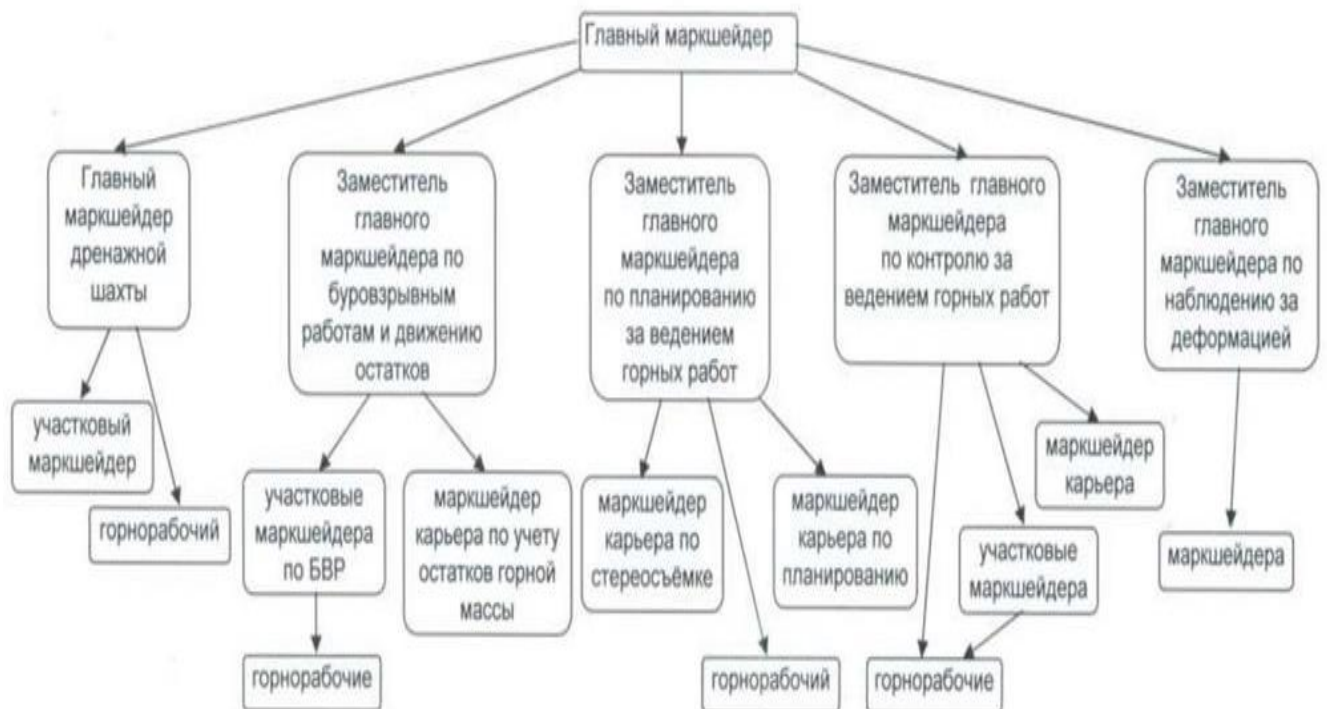 Главный маркшейдер
Главный
маркшейдер
дренажной
шахты
Заместитель
главного
маркшейдера по
буровзрывным
работам и движению
остатков
Заместитель
главного
маркшейдера
по планированию
за ведением
горных работ
Заместитель главного
маркшейдера
по контролю за
ведением горных работ
Заместитель
главного
маркшейдера по
наблюдению за
деформацией
участковый
маркшейдер
горнорабочий
участковые
маркшейдера
по БВР
маркшейдер
карьера по учету
остатков горной
массы
маркшейдер
карьера по
стереосъёмке
маркшейдер
карьера по
планированию
маркшейдер
карьера
участковые
маркшейдера
маркшейдера
горнорабочие
горнорабочий
горнорабочие